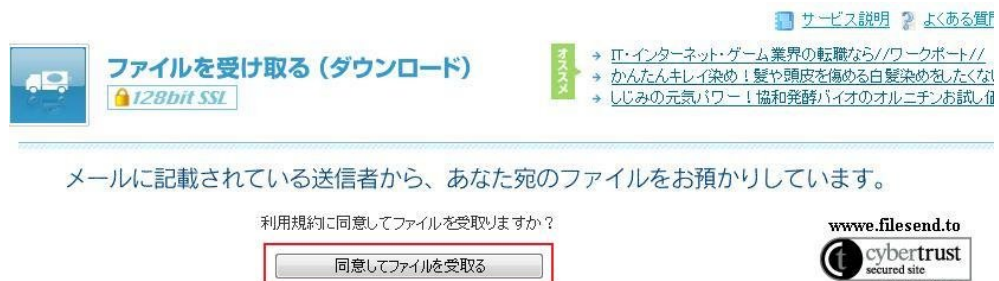 サービス説明 よくある質問
ファイルを受け取る（ダウンロード）
128bit SSL
オススメ
→ IT・インターネット・ゲーム業界の転職なら//ワークポート//
→ かんたんキレイ染め！髪や頭皮を傷める白髪染めをしたくない
→ しじみの元気パワー！協和発酵バイオのオルニチンお試し価
メールに記載されている送信者から、あなた宛のファイルをお預かりしています。
利用規約に同意してファイルを受取りますか？
同意してファイルを受取る
wwwe.filesend.to
cybertrust
secured site